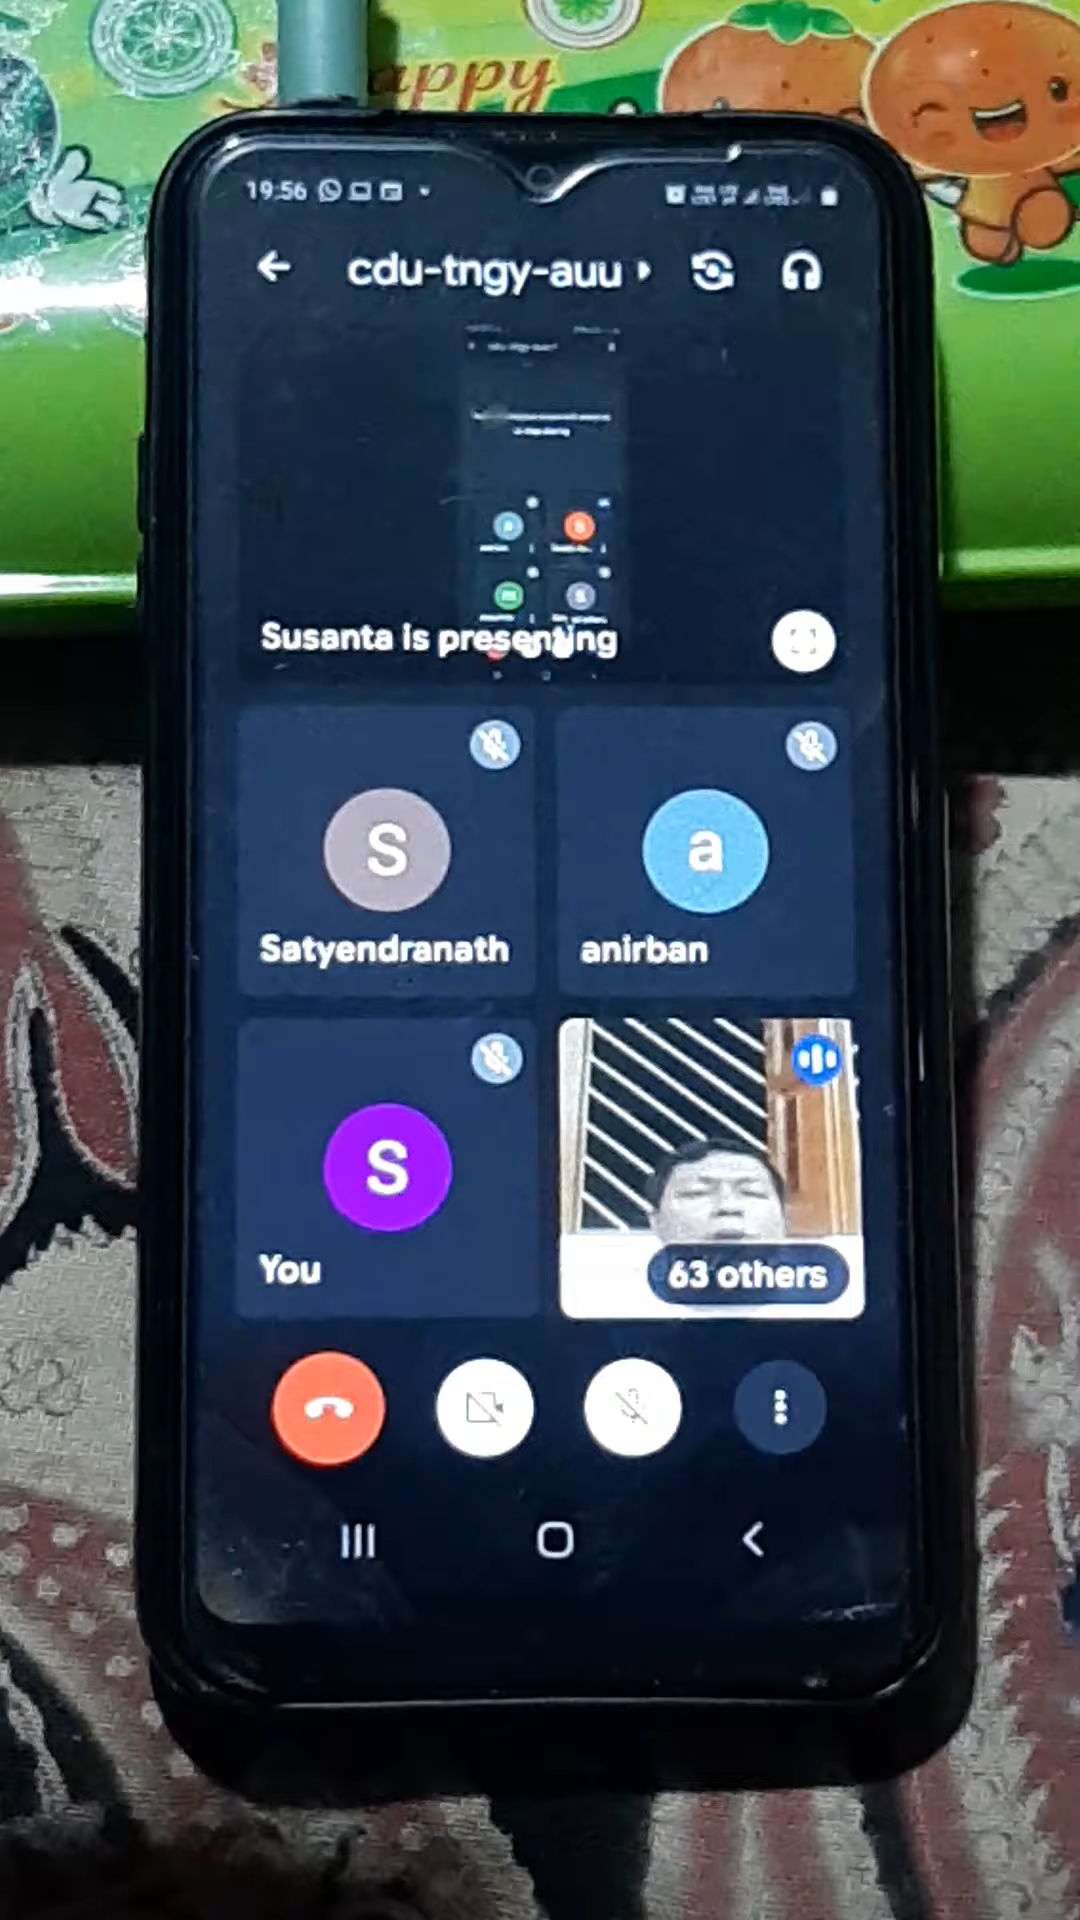 appy
19:56
cdu-tngy-auu
Susanta is presenting
S
a
Satyendranath
anirban
S
You
63 others